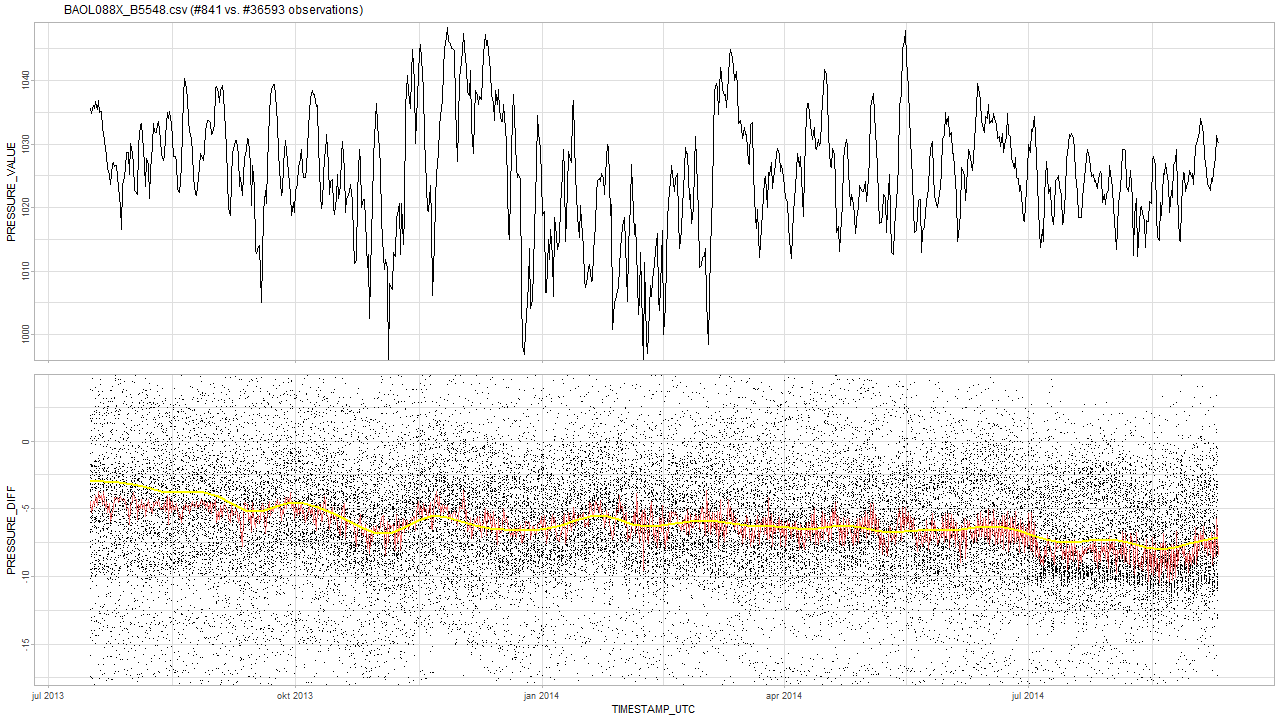 BAOL088X_B5548.csv (#841 vs. #36593 observations)
PRESSURE_VALUE
1040
1030
1020
1010
1000
PRESSURE_DIFF
0
-5
-10
-15
jul 2013
okt 2013
jan 2014
apr 2014
jul 2014
TIMESTAMP_UTC